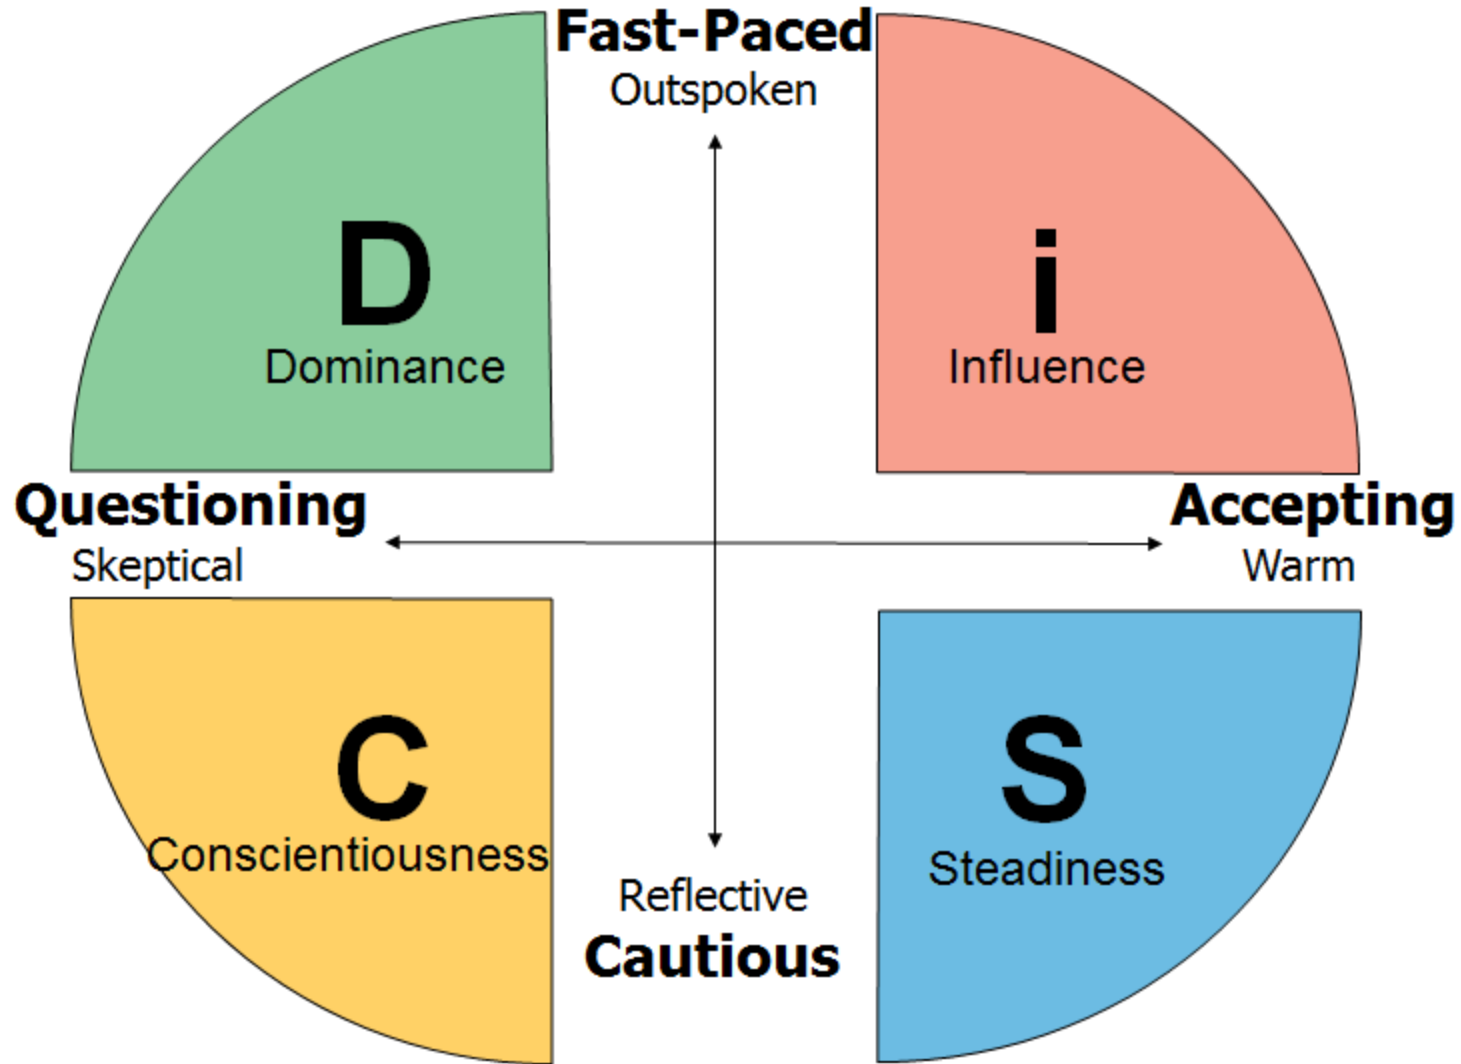 Fast-Paced
Outspoken
D
Dominance
i
Influence
Questioning
Skeptical
Accepting
Warm
C
Conscientiousness
S
Steadiness
Reflective
Cautious